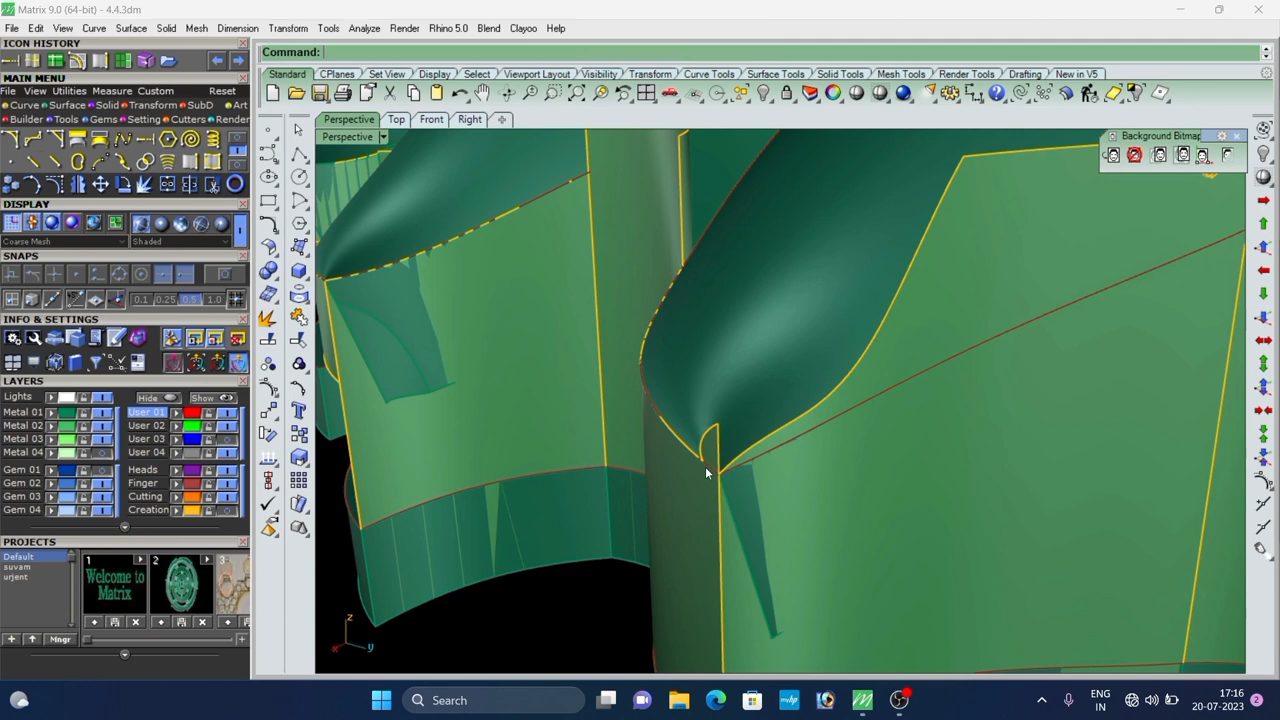 Matrix 9.0 (64-bit) - 4.4.3dm
File Edit View Curve Surface Solid Mesh Dimension Transform Tools Analyze Render Rhino 5.0 Blend Clayoo Help
ICON HISTORY
Command:
MAIN MENU
Standard CPlanes Set View Display Select Viewport Layout Visibility Transform Curve Tools Surface Tools Solid Tools Mesh Tools Render Tools Drafting New in V5
File View Utilities Measure Custom Reset
Curve Surface Solid Transform SubD Art
Builder Tools Gems Setting Cutters Render
Perspective Top Front Right
Perspective
Background Bitmap
DISPLAY
Coarse Mesh Shaded
SNAPS
0.1 0.25 0.5 1.0
INFO & SETTINGS
LAYERS
Lights Hide Show
Metal 01 User 01
Metal 02 User 02
Metal 03 User 03
Metal 04 User 04
Gem 01 Heads
Gem 02 Finger
Gem 03 Cutting
Gem 04 Creation
PROJECTS
Default
suvam
urjent
1 2 3
Welcome to Matrix
Mngr
z
x y
Search
ENG
IN
17:16
20-07-2023
2